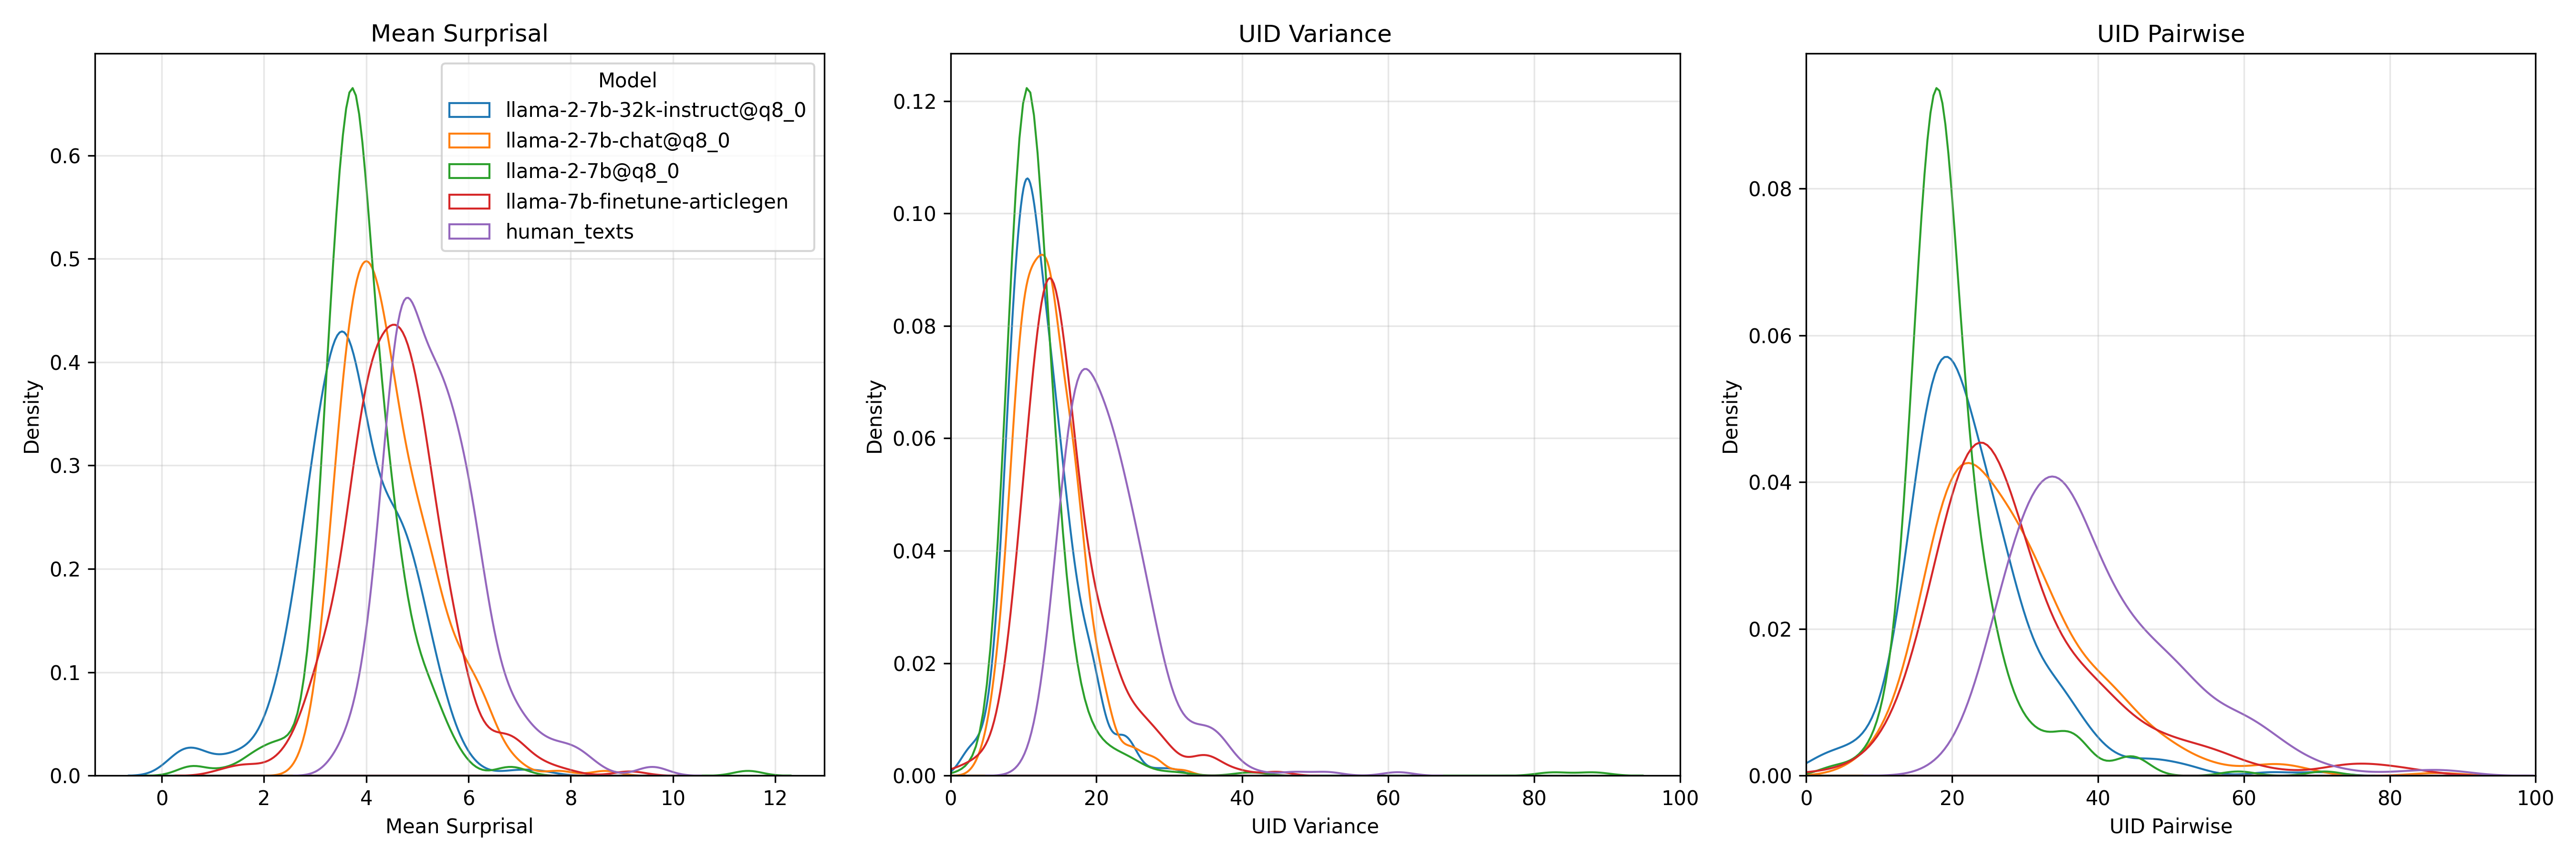 Mean Surprisal
Density
0.6
0.5
0.4
0.3
0.2
0.1
0.0
0 2 4 6 8 10 12
Mean Surprisal
Model
llama-2-7b-32k-instruct@q8_0
llama-2-7b-chat@q8_0
llama-2-7b@q8_0
llama-7b-finetune-articlegen
human_texts
UID Variance
Density
0.12
0.10
0.08
0.06
0.04
0.02
0.00
0 20 40 60 80 100
UID Variance
UID Pairwise
Density
0.08
0.06
0.04
0.02
0.00
0 20 40 60 80 100
UID Pairwise